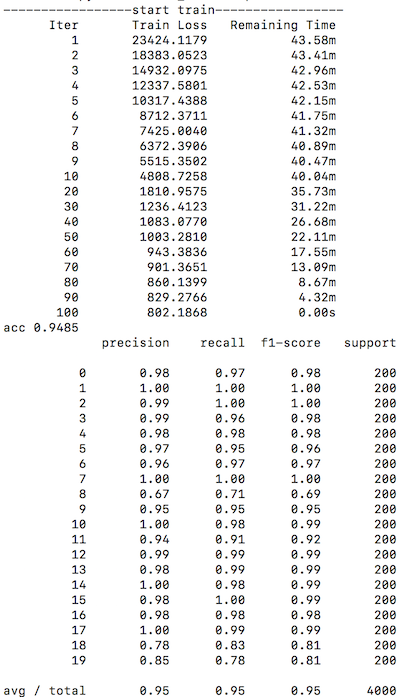 -----------------start train-----------------
Iter Train Loss Remaining Time
1 23424.1179 43.58m
2 18383.0523 43.41m
3 14932.0975 42.96m
4 12337.5801 42.53m
5 10317.4388 42.15m
6 8712.3711 41.75m
7 7425.0040 41.32m
8 6372.3906 40.89m
9 5515.3502 40.47m
10 4808.7258 40.04m
20 1810.9575 35.73m
30 1236.4123 31.22m
40 1083.0770 26.68m
50 1003.2810 22.11m
60 943.3836 17.55m
70 901.3651 13.09m
80 860.1399 8.67m
90 829.2766 4.32m
100 802.1868 0.00s
acc 0.9485
precision recall f1-score support
0 0.98 0.97 0.98 200
1 1.00 1.00 1.00 200
2 0.99 1.00 1.00 200
3 0.99 0.96 0.98 200
4 0.98 0.98 0.98 200
5 0.97 0.95 0.96 200
6 0.96 0.97 0.97 200
7 1.00 1.00 1.00 200
8 0.67 0.71 0.69 200
9 0.95 0.95 0.95 200
10 1.00 0.98 0.99 200
11 0.94 0.91 0.92 200
12 0.99 0.99 0.99 200
13 0.98 0.99 0.99 200
14 1.00 0.98 0.99 200
15 0.98 1.00 0.99 200
16 0.98 0.98 0.98 200
17 1.00 0.99 0.99 200
18 0.78 0.83 0.81 200
19 0.85 0.78 0.81 200
avg / total 0.95 0.95 0.95 4000